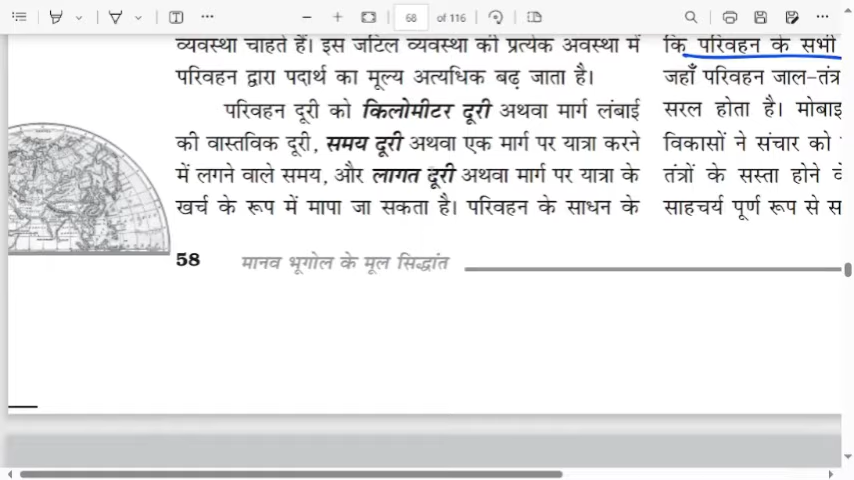 68 of 116
व्यवस्था चाहते हैं। इस जटिल व्यवस्था की प्रत्येक अवस्था में
परिवहन द्वारा पदार्थ का मूल्य अत्यधिक बढ़ जाता है।
परिवहन दूरी को किलोमीटर दूरी अथवा मार्ग लंबाई
की वास्तविक दूरी, समय दूरी अथवा एक मार्ग पर यात्रा करने
में लगने वाले समय, और लागत दूरी अथवा मार्ग पर यात्रा के
खर्च के रूप में मापा जा सकता है। परिवहन के साधन के
कि परिवहन के सभी
जहाँ परिवहन जाल-तंत्र
सरल होता है।
विकासों ने संचार को
तंत्रों के सस्ता होने
साहचर्य पूर्ण रूप से
58 मानव भूगोल के मूल सिद्धांत